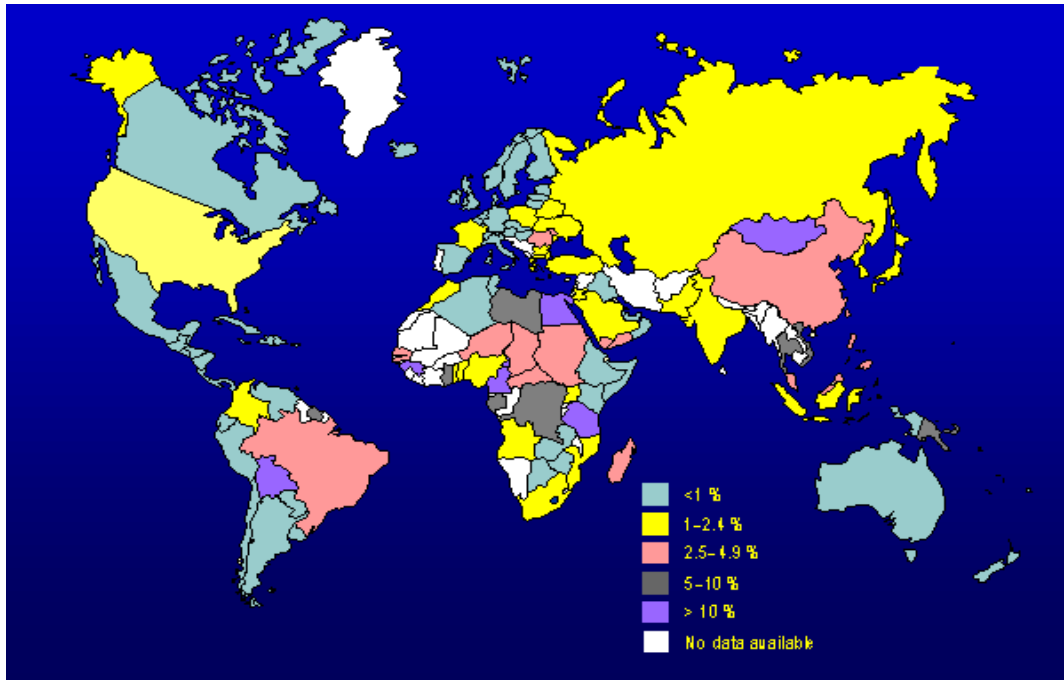 <1 %
1-2.4 %
2.5-4.9 %
5-10 %
> 10 %
No data available